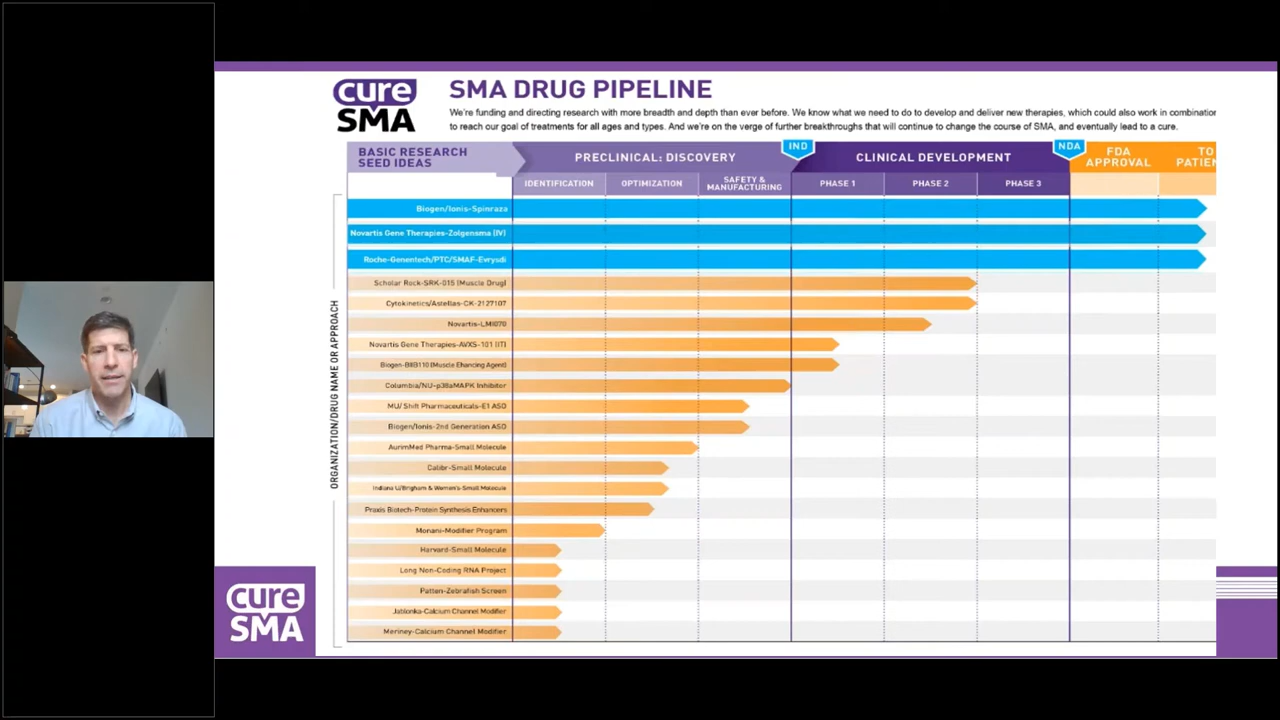 cure
SMA
SMA DRUG PIPELINE
We're funding and directing research with more breadth and depth than ever before. We know what we need to do to develop and deliver new therapies, which could also work in combination
to reach our goal of treatments for all ages and types. And we're on the verge of further breakthroughs that will continue to change the course of SMA, and eventually lead to a cure.
BASIC RESEARCH
SEED IDEAS
PRECLINICAL: DISCOVERY
IND
CLINICAL DEVELOPMENT
NDA
FDA
APPROVAL
TO
PATIEN
IDENTIFICATION
OPTIMIZATION
SAFETY &
MANUFACTURING
PHASE 1
PHASE 2
PHASE 3
ORGANIZATION/DRUG NAME OR APPROACH
Biogen/Ionis-Spinraza
Novartis Gene Therapies-Zolgensma (IV)
Roche-Genentech/PTC/SMAF-Evrysdi
Scholar Rock-SRK-015 (Muscle Drug)
Cytokinetics/Astellas-CK-2127107
Novartis-LMI070
Novartis Gene Therapies-AVXS-101 (IT)
Biogen-BIIB110 (Muscle Ehancing Agent)
Columbia/NU-p38aMAPK Inhibitor
MU/ Shift Pharmaceuticals-E1 ASO
Biogen/Ionis-2nd Generation ASO
AurimMed Pharma-Small Molecule
Calibr-Small Molecule
Indiana U/Brigham & Women's-Small Molecule
Praxis Biotech-Protein Synthesis Enhancers
Monani-Modifier Program
Harvard-Small Molecule
Long Non-Coding RNA Project
Patten-Zebrafish Screen
Jablonka-Calcium Channel Modifier
Meriney-Calcium Channel Modifier
cure
SMA